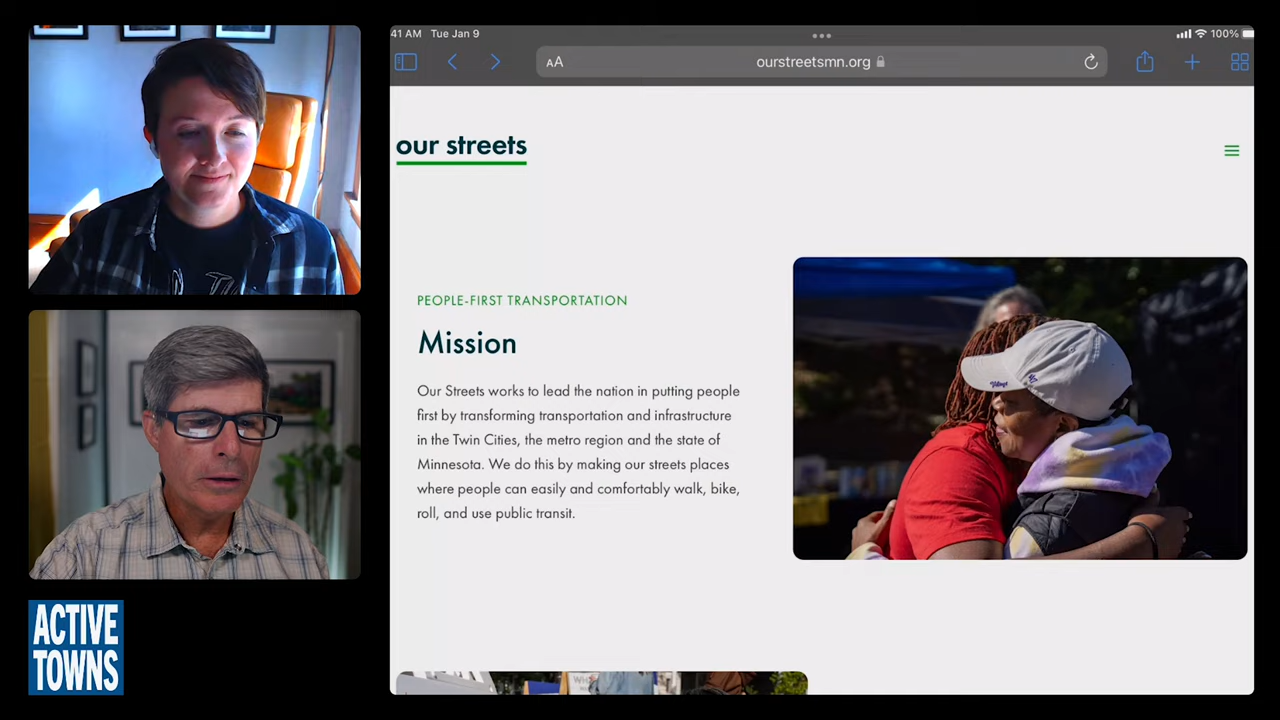 41 AM Tue Jan 9
100%
AA
ourstreetsmn.org
our streets
PEOPLE-FIRST TRANSPORTATION
Mission
Our Streets works to lead the nation in putting people
first by transforming transportation and infrastructure
in the Twin Cities, the metro region and the state of
Minnesota. We do this by making our streets places
where people can easily and comfortably walk, bike,
roll, and use public transit.
ACTIVE
TOWNS